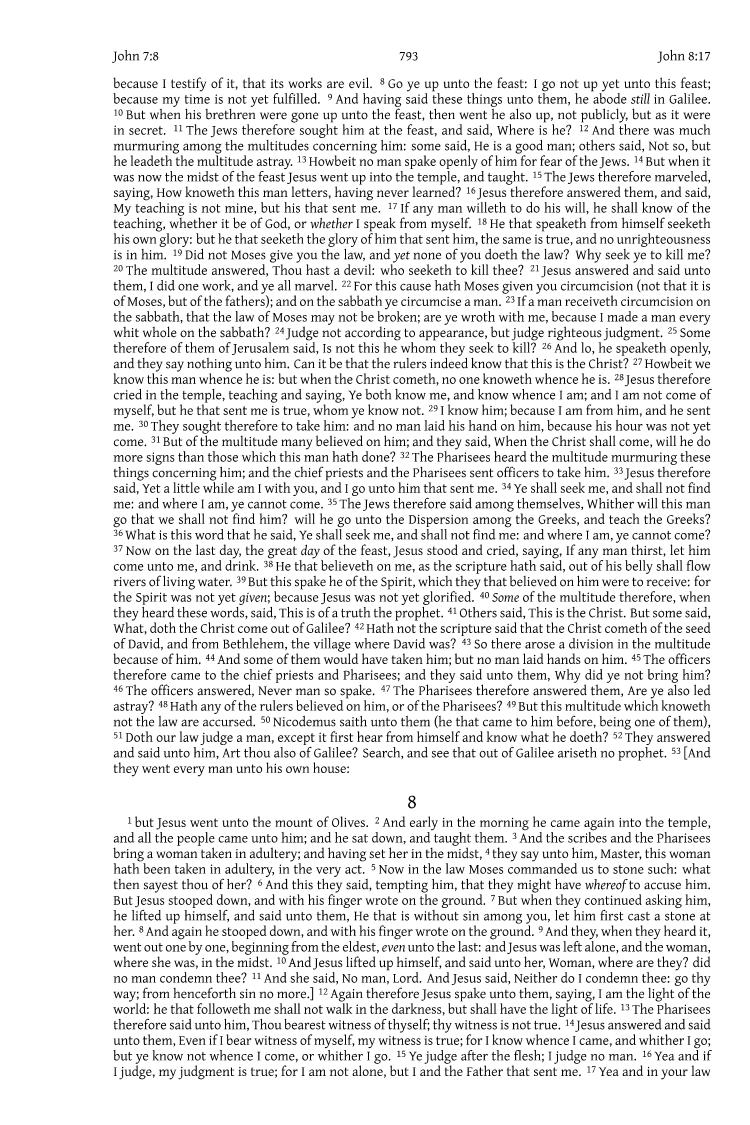 John 7:8 793 John 8:17
because I testify of it, that its works are evil. 8 Go ye up unto the feast: I go not up yet unto this feast;
because my time is not yet fulfilled. 9 And having said these things unto them, he abode still in Galilee.
10 But when his brethren were gone up unto the feast, then went he also up, not publicly, but as it were
in secret. 11 The Jews therefore sought him at the feast, and said, Where is he? 12 And there was much
murmuring among the multitudes concerning him: some said, He is a good man; others said, Not so, but
he leadeth the multitude astray. 13 Howbeit no man spake openly of him for fear of the Jews. 14 But when it
was now the midst of the feast Jesus went up into the temple, and taught. 15 The Jews therefore marveled,
saying, How knoweth this man letters, having never learned? 16 Jesus therefore answered them, and said,
My teaching is not mine, but his that sent me. 17 If any man willeth to do his will, he shall know of the
teaching, whether it be of God, or whether I speak from myself. 18 He that speaketh from himself seeketh
his own glory: but he that seeketh the glory of him that sent him, the same is true, and no unrighteousness
is in him. 19 Did not Moses give you the law, and yet none of you doeth the law? Why seek ye to kill me?
20 The multitude answered, Thou hast a devil: who seeketh to kill thee? 21 Jesus answered and said unto
them, I did one work, and ye all marvel. 22 For this cause hath Moses given you circumcision (not that it is
of Moses, but of the fathers); and on the sabbath ye circumcise a man. 23 If a man receiveth circumcision on
the sabbath, that the law of Moses may not be broken; are ye wroth with me, because I made a man every
whit whole on the sabbath? 24 Judge not according to appearance, but judge righteous judgment. 25 Some
therefore of them of Jerusalem said, Is not this he whom they seek to kill? 26 And lo, he speaketh openly,
and they say nothing unto him. Can it be that the rulers indeed know that this is the Christ? 27 Howbeit we
know this man whence he is: but when the Christ cometh, no one knoweth whence he is. 28 Jesus therefore
cried in the temple, teaching and saying, Ye both know me, and know whence I am; and I am not come of
myself, but he that sent me is true, whom ye know not. 29 I know him; because I am from him, and he sent
me. 30 They sought therefore to take him: and no man laid his hand on him, because his hour was not yet
come. 31 But of the multitude many believed on him; and they said, When the Christ shall come, will he do
more signs than those which this man hath done? 32 The Pharisees heard the multitude murmuring these
things concerning him; and the chief priests and the Pharisees sent officers to take him. 33 Jesus therefore
said, Yet a little while am I with you, and I go unto him that sent me. 34 Ye shall seek me, and shall not find
me: and where I am, ye cannot come. 35 The Jews therefore said among themselves, Whither will this man
go that we shall not find him? will he go unto the Dispersion among the Greeks, and teach the Greeks?
36 What is this word that he said, Ye shall seek me, and shall not find me: and where I am, ye cannot come?
37 Now on the last day, the great day of the feast, Jesus stood and cried, saying, If any man thirst, let him
come unto me, and drink. 38 He that believeth on me, as the scripture hath said, out of his belly shall flow
rivers of living water. 39 But this spake he of the Spirit, which they that believed on him were to receive: for
the Spirit was not yet given; because Jesus was not yet glorified. 40 Some of the multitude therefore, when
they heard these words, said, This is of a truth the prophet. 41 Others said, This is the Christ. But some said,
What, doth the Christ come out of Galilee? 42 Hath not the scripture said that the Christ cometh of the seed
of David, and from Bethlehem, the village where David was? 43 So there arose a division in the multitude
because of him. 44 And some of them would have taken him; but no man laid hands on him. 45 The officers
therefore came to the chief priests and Pharisees; and they said unto them, Why did ye not bring him?
46 The officers answered, Never man so spake. 47 The Pharisees therefore answered them, Are ye also led
astray? 48 Hath any of the rulers believed on him, or of the Pharisees? 49 But this multitude which knoweth
not the law are accursed. 50 Nicodemus saith unto them (he that came to him before, being one of them),
51 Doth our law judge a man, except it first hear from himself and know what he doeth? 52 They answered
and said unto him, Art thou also of Galilee? Search, and see that out of Galilee ariseth no prophet. 53 [And
they went every man unto his own house:
8
1 but Jesus went unto the mount of Olives. 2 And early in the morning he came again into the temple,
and all the people came unto him; and he sat down, and taught them. 3 And the scribes and the Pharisees
bring a woman taken in adultery; and having set her in the midst, 4 they say unto him, Master, this woman
hath been taken in adultery, in the very act. 5 Now in the law Moses commanded us to stone such: what
then sayest thou of her? 6 And this they said, tempting him, that they might have whereof to accuse him.
But Jesus stooped down, and with his finger wrote on the ground. 7 But when they continued asking him,
he lifted up himself, and said unto them, He that is without sin among you, let him first cast a stone at
her. 8 And again he stooped down, and with his finger wrote on the ground. 9 And they, when they heard it,
went out one by one, beginning from the eldest, even unto the last: and Jesus was left alone, and the woman,
where she was, in the midst. 10 And Jesus lifted up himself, and said unto her, Woman, where are they? did
no man condemn thee? 11 And she said, No man, Lord. And Jesus said, Neither do I condemn thee: go thy
way; from henceforth sin no more.] 12 Again therefore Jesus spake unto them, saying, I am the light of the
world: he that followeth me shall not walk in the darkness, but shall have the light of life. 13 The Pharisees
therefore said unto him, Thou bearest witness of thyself; thy witness is not true. 14 Jesus answered and said
unto them, Even if I bear witness of myself, my witness is true; for I know whence I came, and whither I go;
but ye know not whence I come, or whither I go. 15 Ye judge after the flesh; I judge no man. 16 Yea and if
I judge, my judgment is true; for I am not alone, but I and the Father that sent me. 17 Yea and in your law